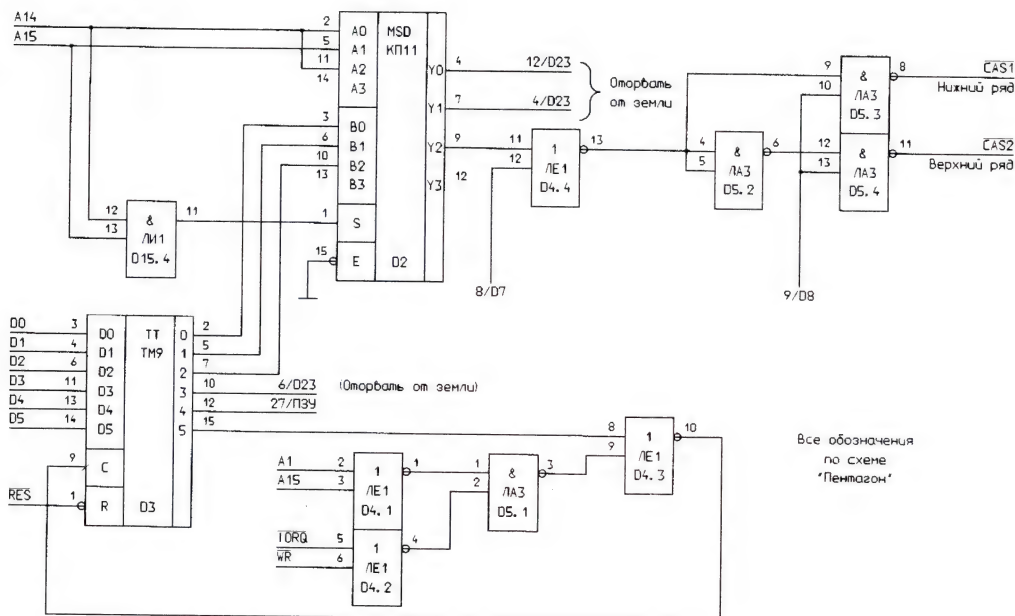 A14
A15
2
5
11
14
A0
A1
A2
A3
MSD
КП11
3
6
10
13
B0
B1
B2
B3
1
S
15
E
D2
Y0
Y1
Y2
Y3
4
7
9
12
12/D23
4/D23
Оторвать
от земли
11
12
1
ЛЕ1
D4.4
13
8/D7
4
5
&
ЛА3
D5.2
6
9
10
&
ЛА3
D5.3
8
CAS1
Нижний ряд
12
13
&
ЛА3
D5.4
11
CAS2
Верхний ряд
9/D8
12
13
&
ЛИ1
D15.4
11
D0
D1
D2
D3
D4
D5
3
4
6
11
13
14
D0
D1
D2
D3
D4
D5
TT
TM9
0
1
2
3
4
5
2
5
7
10
12
15
9
C
RES
1
R
D3
6/D23
(Оторвать от земли)
27/ПЗУ
A1
A15
2
3
1
ЛЕ1
D4.1
1
IORQ
WR
5
6
1
ЛЕ1
D4.2
4
1
2
&
ЛА3
D5.1
3
8
9
1
ЛЕ1
D4.3
10
Все обозначения
по схеме
"Пентагон"